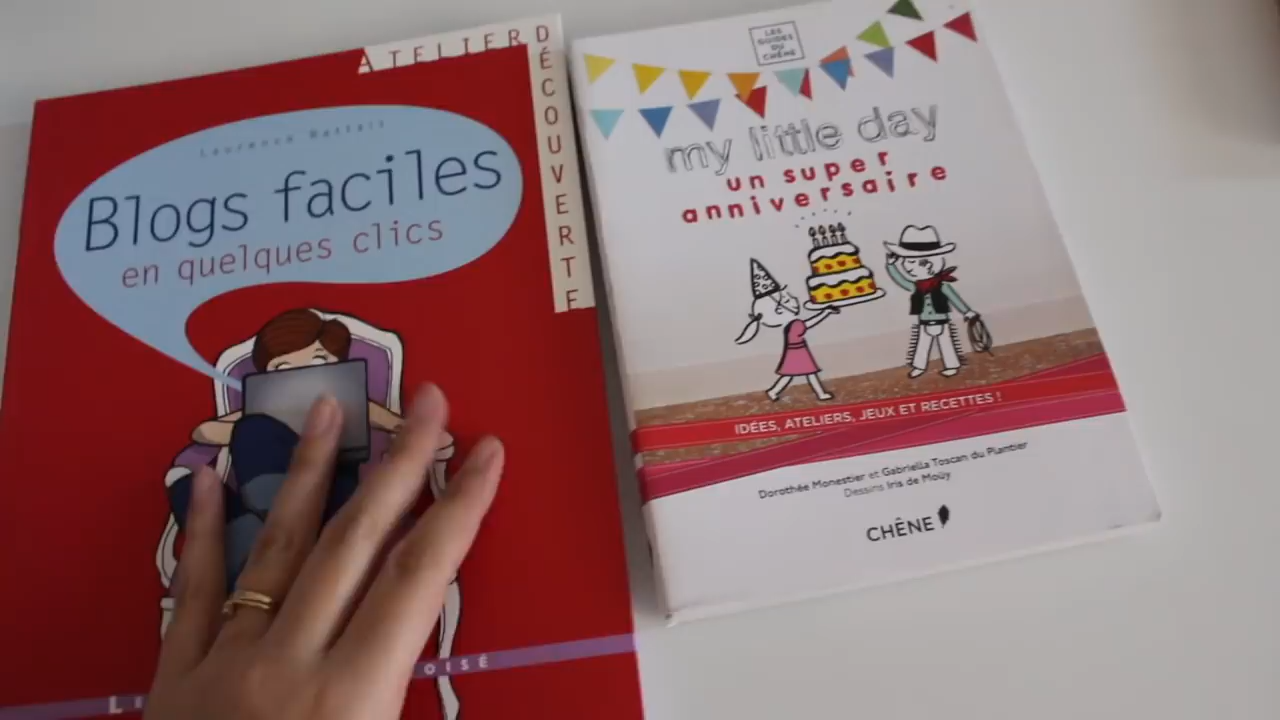 ATELIER DÉCOUVERTE
Blogs faciles
en quelques clics
OISÉ
LES
GUIDES
DU
CHÊNE
my little day
un super
anniversaire
IDÉES, ATELIERS, JEUX ET RECETTES !
Dorothée Monestier et Gabriella Toscan du Plantier
Dessins Iris de Moüy
CHÊNE